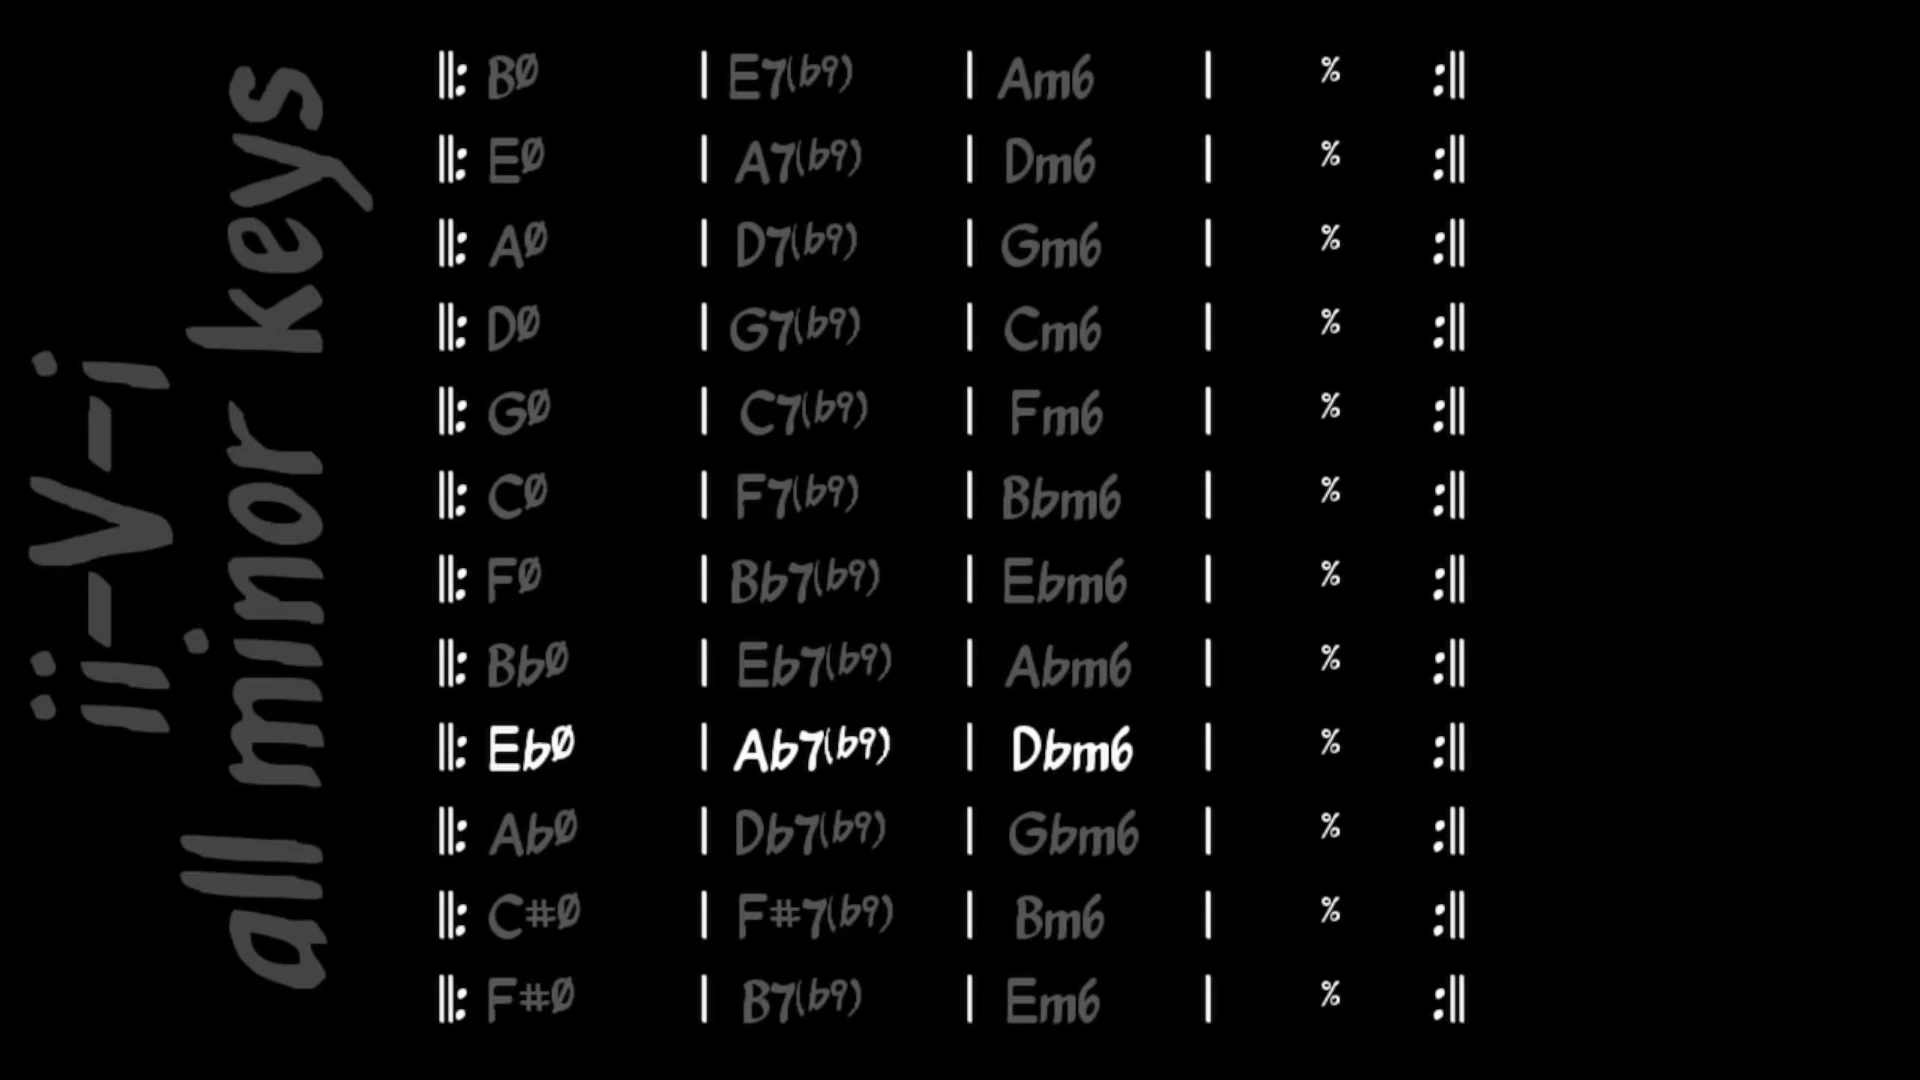 ii-V-i
all minor keys
‖: Bø | E7(b9) | Am6 | % :‖
‖: Eø | A7(b9) | Dm6 | % :‖
‖: Aø | D7(b9) | Gm6 | % :‖
‖: Dø | G7(b9) | Cm6 | % :‖
‖: Gø | C7(b9) | Fm6 | % :‖
‖: Cø | F7(b9) | Bbm6 | % :‖
‖: Fø | Bb7(b9) | Ebm6 | % :‖
‖: Bbø | Eb7(b9) | Abm6 | % :‖
‖: Ebø | Ab7(b9) | Dbm6 | % :‖
‖: Abø | Db7(b9) | Gbm6 | % :‖
‖: C#ø | F#7(b9) | Bm6 | % :‖
‖: F#ø | B7(b9) | Em6 | % :‖